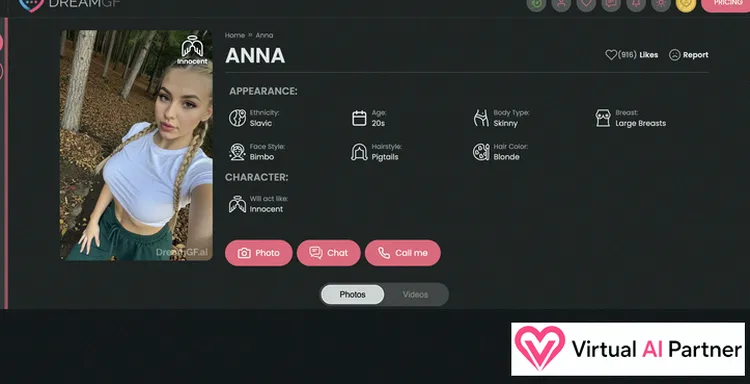 DREAMGF
PRICING
Innocent
Home » Anna
ANNA
(916) Likes
Report
APPEARANCE:
Ethnicity:
Slavic
Age:
20s
Body Type:
Skinny
Breast:
Large Breasts
Face Style:
Bimbo
Hairstyle:
Pigtails
Hair Color:
Blonde
CHARACTER:
Will act like:
Innocent
DreamGF.ai
Photo
Chat
Call me
Photos
Videos
Virtual AI Partner